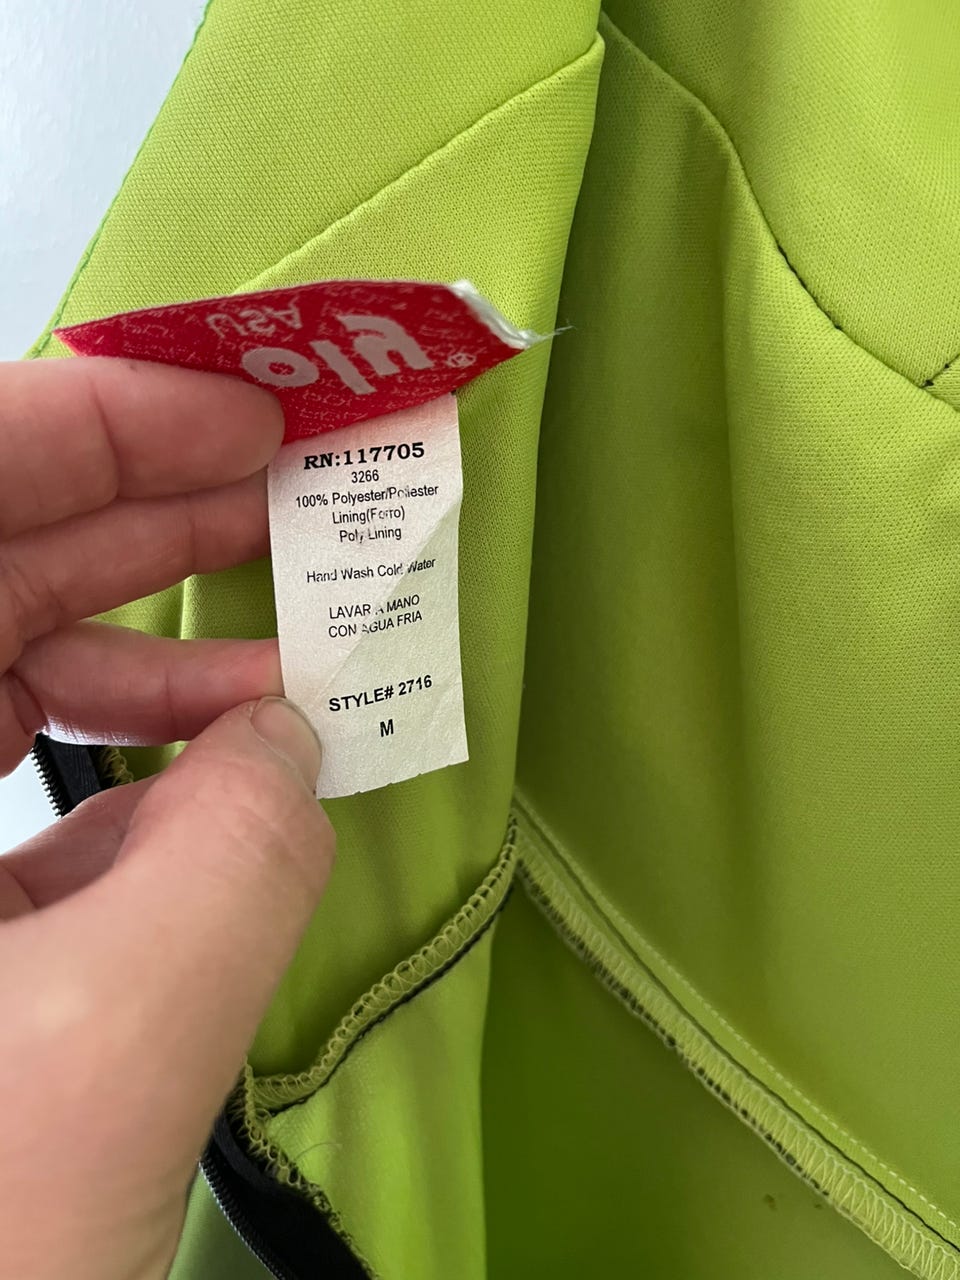 USA
RN:117705
3266
100% Polyester/Poliester
Lining(Forro)
Poly Lining
Hand Wash Cold Water
LAVAR A MANO
CON AGUA FRIA
STYLE# 2716
M